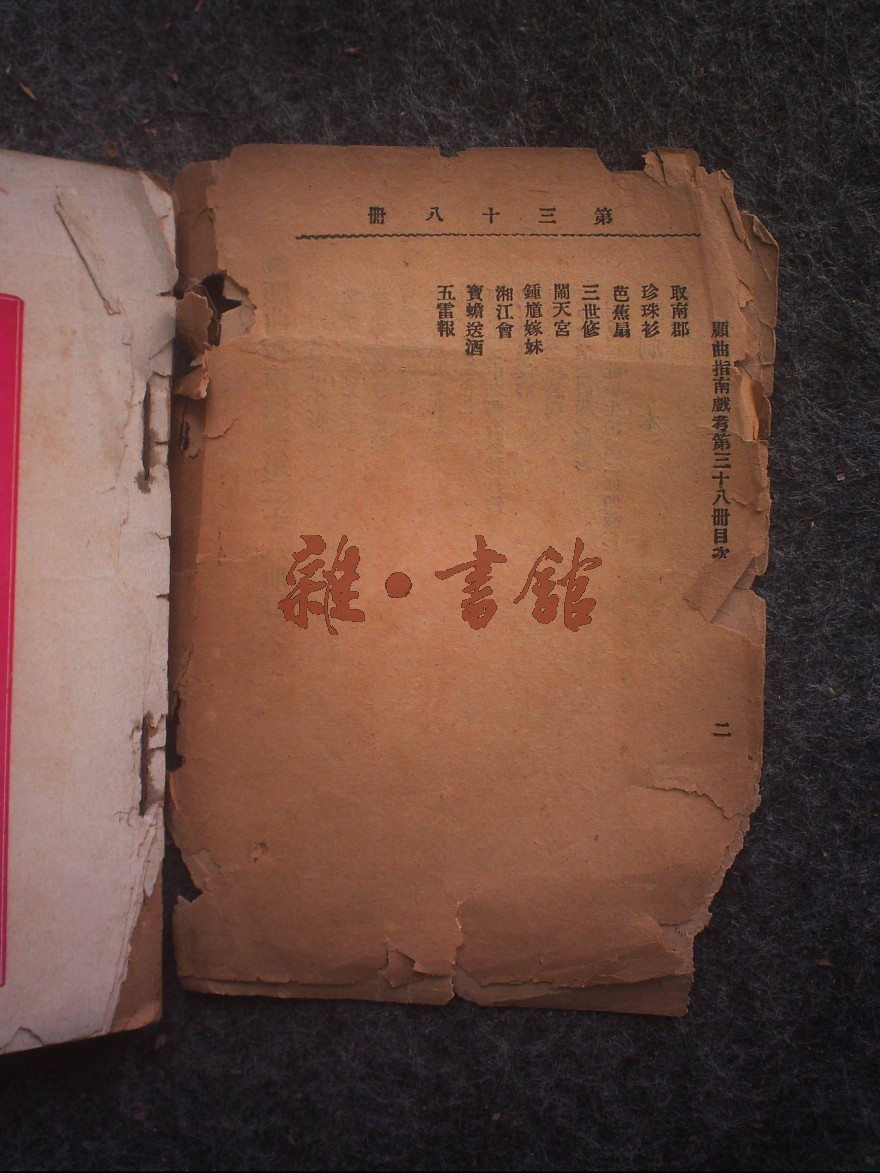 第三十八冊
顧曲指南戲考第三十八冊目次
二
取南郡
珍珠衫
芭蕉扇
三世修
鬧天宮
鍾馗嫁妹
湘江會
寶蟾送酒
五雷報
雜·書館